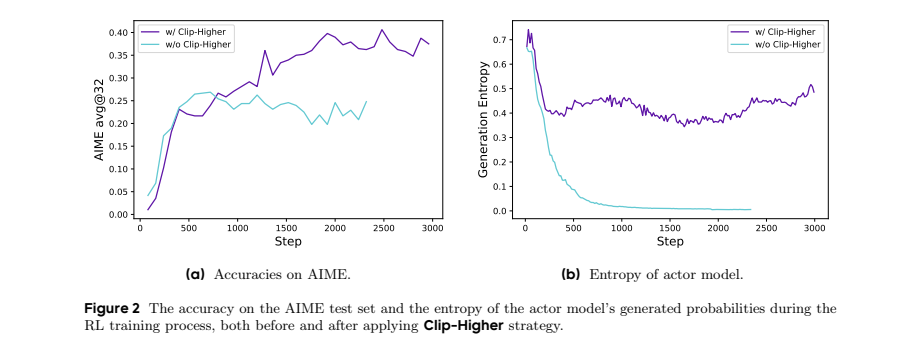 w/ Clip-Higher
w/o Clip-Higher
AIME avg@32
0.40
0.35
0.30
0.25
0.20
0.15
0.10
0.05
0.00
0 500 1000 1500 2000 2500 3000
Step
(a) Accuracies on AIME.
w/ Clip-Higher
w/o Clip-Higher
Generation Entropy
0.7
0.6
0.5
0.4
0.3
0.2
0.1
0.0
0 500 1000 1500 2000 2500 3000
Step
(b) Entropy of actor model.
Figure 2 The accuracy on the AIME test set and the entropy of the actor model's generated probabilities during the
RL training process, both before and after applying Clip-Higher strategy.